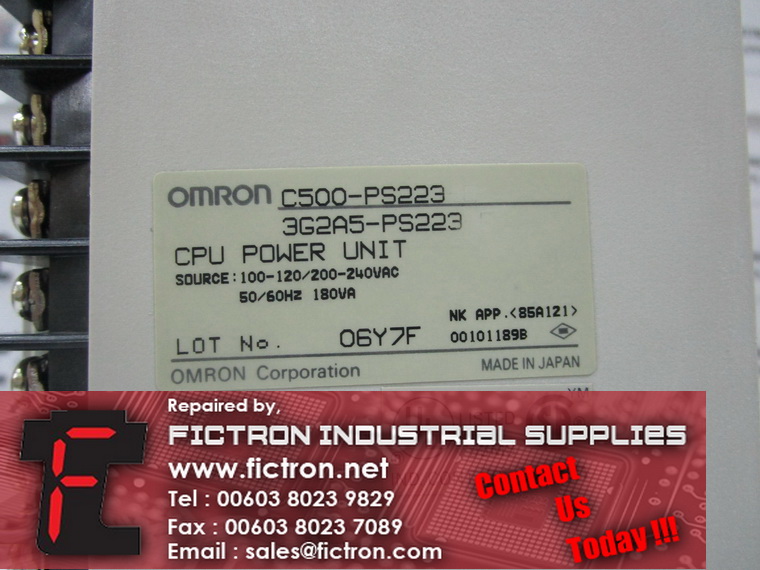 OMRON C500-PS223
3G2A5-PS223
CPU POWER UNIT
SOURCE:100-120/200-240VAC
50/60Hz 180VA
NK APP.<85A121>
LOT No. 06Y7F 00101189B
OMRON Corporation MADE IN JAPAN
Repaired by,
FICTRON INDUSTRIAL SUPPLIES
www.fictron.net
Tel : 00603 8023 9829
Fax : 00603 8023 7089
Email : sales@fictron.com
Contact
Us
Today !!!